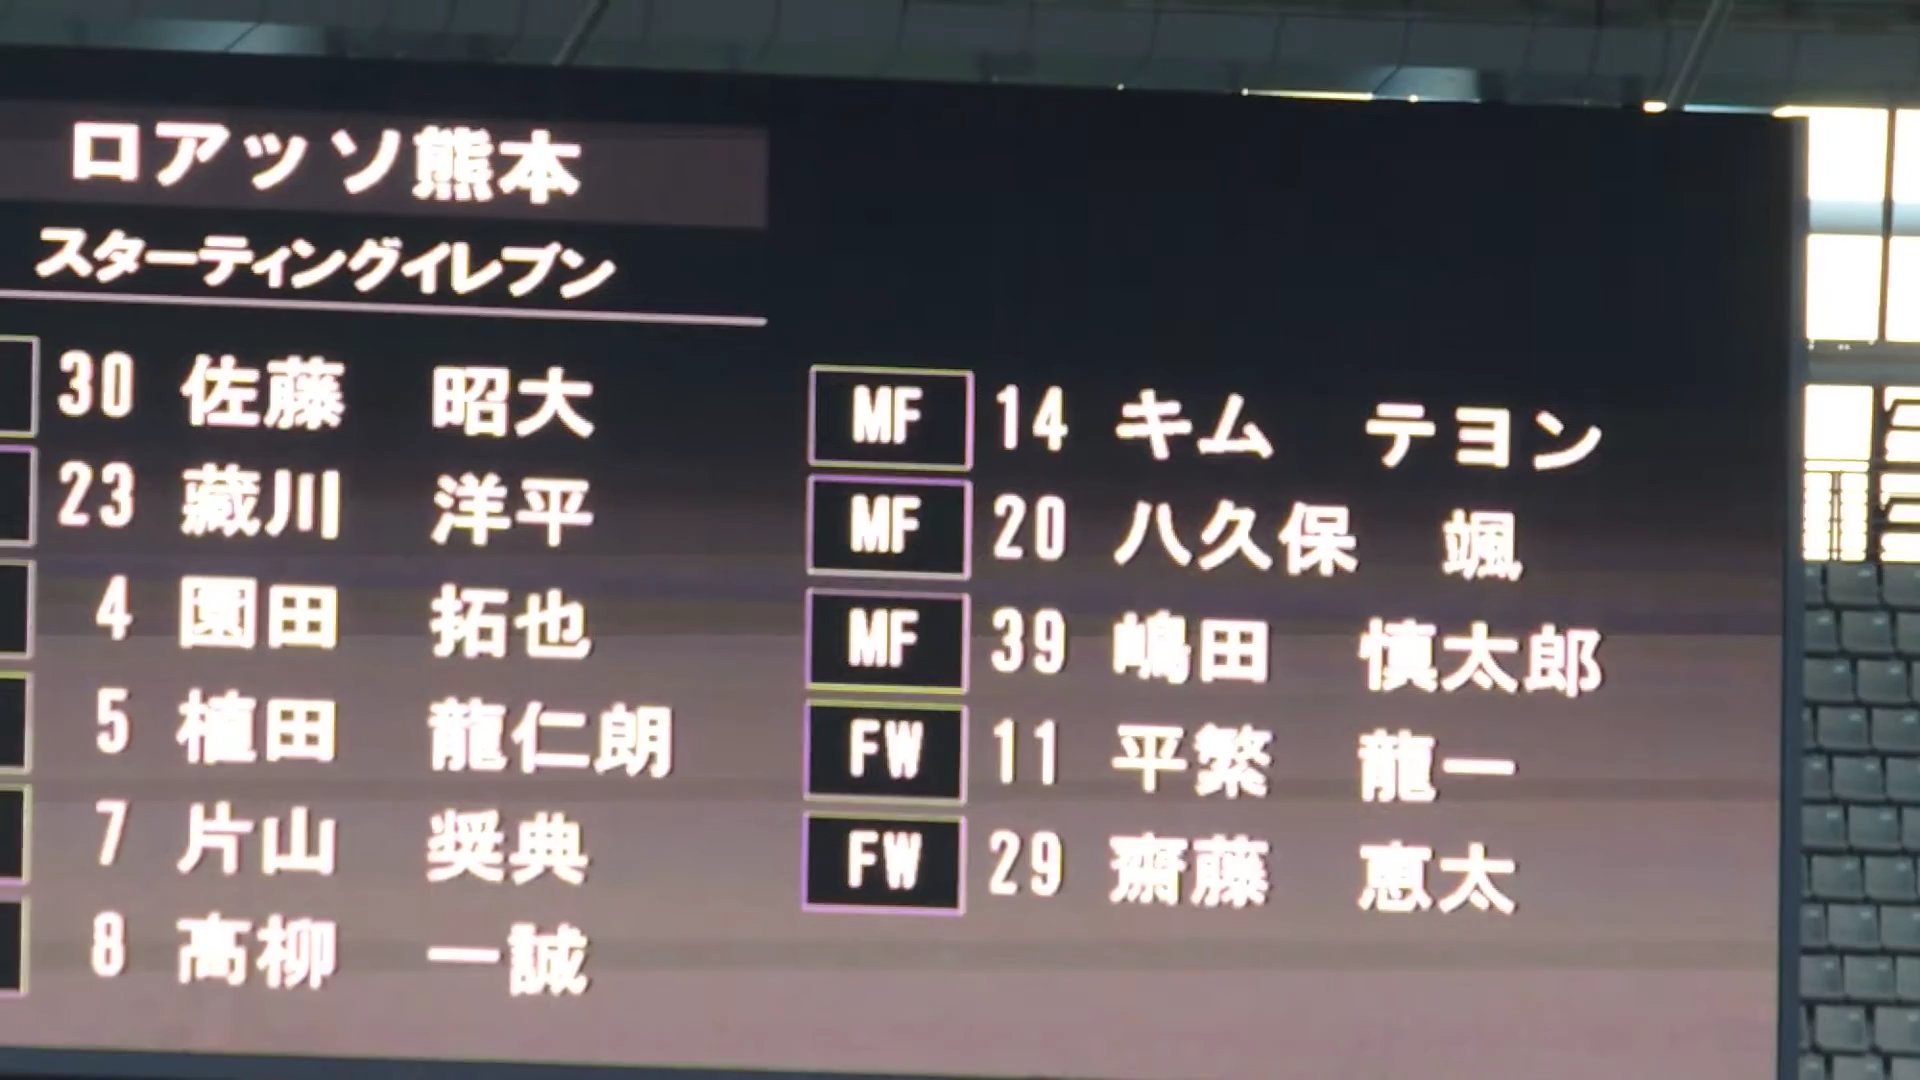 ロアッソ熊本
スターティングイレブン
30 佐藤 昭大
23 藏川 洋平
4 園田 拓也
5 植田 龍仁朗
7 片山 奨典
8 高柳 一誠
MF 14 キム テヨン
MF 20 八久保 颯
MF 39 嶋田 慎太郎
FW 11 平繁 龍一
FW 29 齋藤 恵太